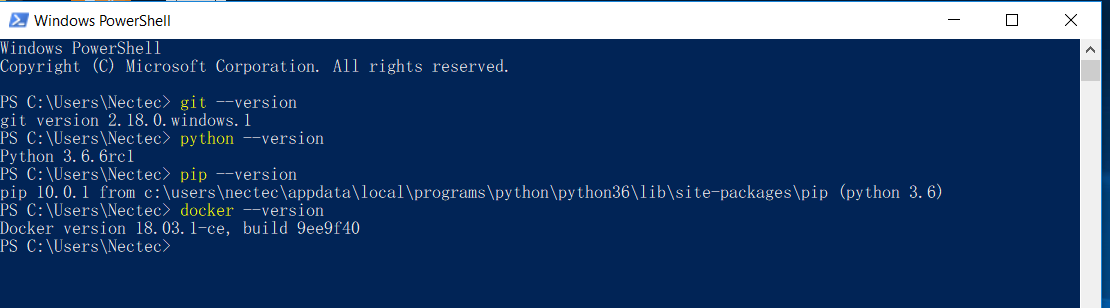 Windows PowerShell
Windows PowerShell
Copyright (C) Microsoft Corporation. All rights reserved.
PS C:\Users\Nectec> git --version
git version 2.18.0.windows.1
PS C:\Users\Nectec> python --version
Python 3.6.6rc1
PS C:\Users\Nectec> pip --version
pip 10.0.1 from c:\users\nectec\appdata\local\programs\python\python36\lib\site-packages\pip (python 3.6)
PS C:\Users\Nectec> docker --version
Docker version 18.03.1-ce, build 9ee9f40
PS C:\Users\Nectec>